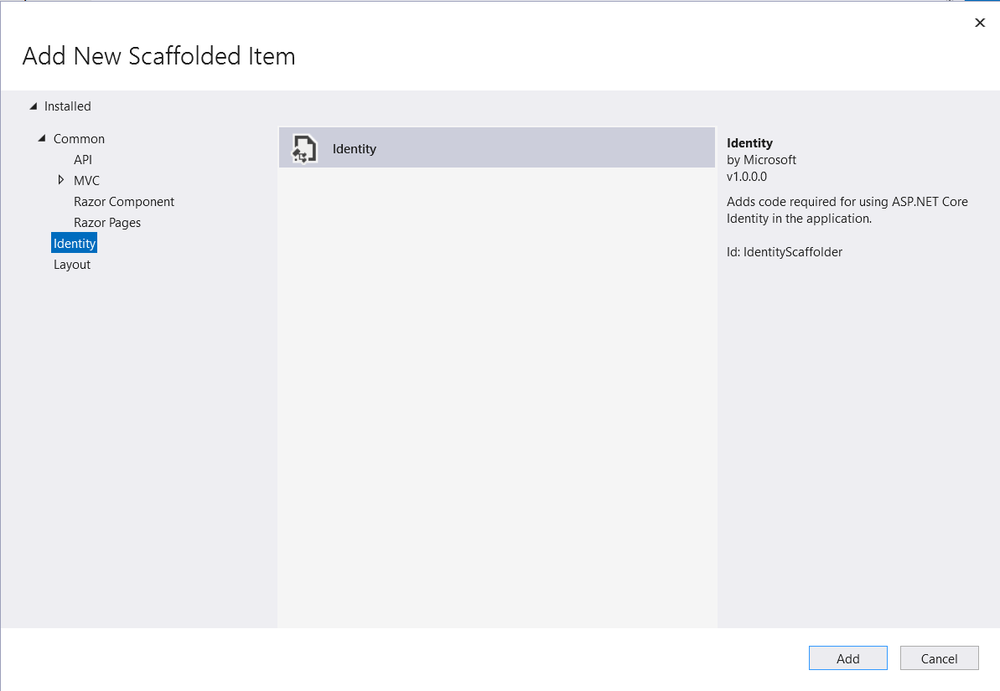 Add New Scaffolded Item
Installed
Common
API
MVC
Razor Component
Razor Pages
Identity
Layout
Identity
Identity
by Microsoft
v1.0.0.0
Adds code required for using ASP.NET Core
Identity in the application.
Id: IdentityScaffolder
Add
Cancel